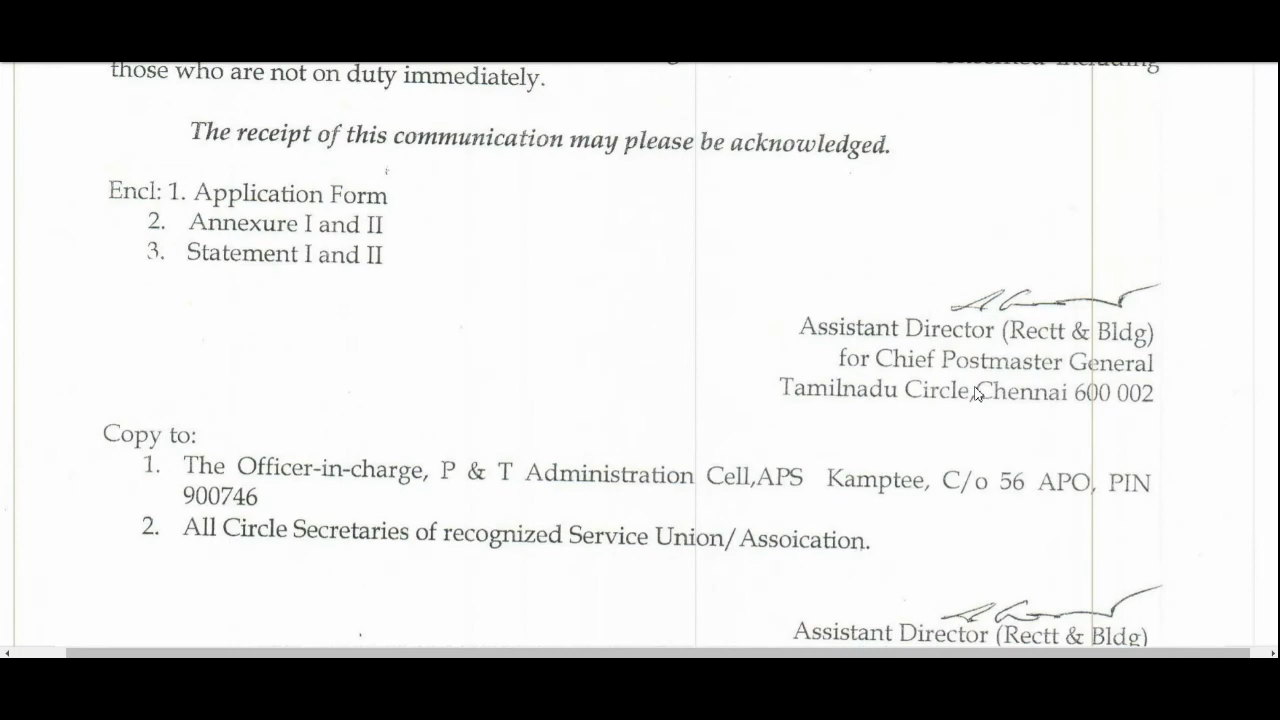 those who are not on duty immediately.
The receipt of this communication may please be acknowledged.
Encl: 1. Application Form
2. Annexure I and II
3. Statement I and II
Assistant Director (Rectt & Bldg)
for Chief Postmaster General
Tamilnadu Circle,Chennai 600 002
Copy to:
1. The Officer-in-charge, P & T Administration Cell,APS Kamptee, C/o 56 APO, PIN
900746
2. All Circle Secretaries of recognized Service Union/Assoication.
Assistant Director (Rectt & Bldg)